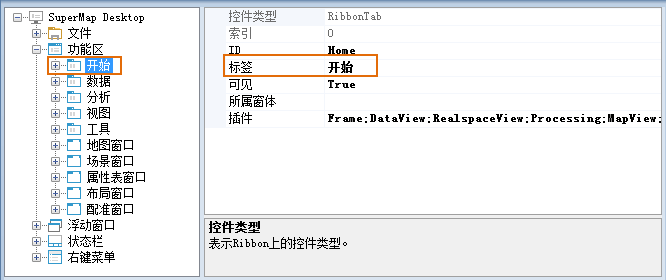 SuperMap Desktop
文件
功能区
开始
数据
分析
视图
工具
地图窗口
场景窗口
属性表窗口
布局窗口
配准窗口
浮动窗口
状态栏
右键菜单
控件类型 RibbonTab
索引 0
ID Home
标签 开始
可见 True
所属窗体
插件 Frame;DataView;RealspaceView;Processing;MapView;
控件类型
表示Ribbon上的控件类型。